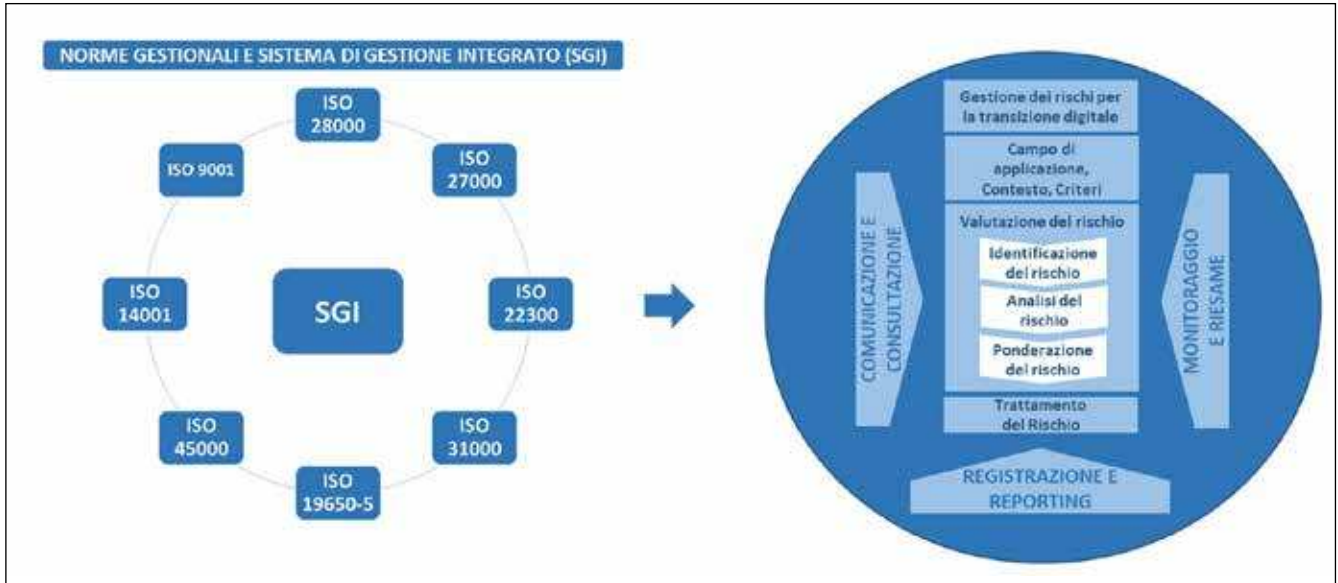 NORME GESTIONALI E SISTEMA DI GESTIONE INTEGRATO (SGI)
ISO
28000
ISO
27000
ISO
22300
ISO
31000
ISO
19650-5
ISO
45000
ISO
14001
ISO 9001
SGI
Gestione dei rischi per
la transizione digitale
Campo di
applicazione,
Contesto, Criteri
Valutazione del rischio
Identificazione
del rischio
Analisi del
rischio
Ponderazione
del rischio
Trattamento
del Rischio
COMUNICAZIONE E
CONSULTAZIONE
MONITORAGGIO
E RIESAME
REGISTRAZIONE E
REPORTING